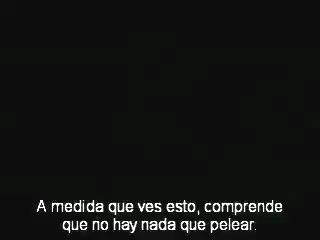 A medida que ves esto, comprende
que no hay nada que pelear.